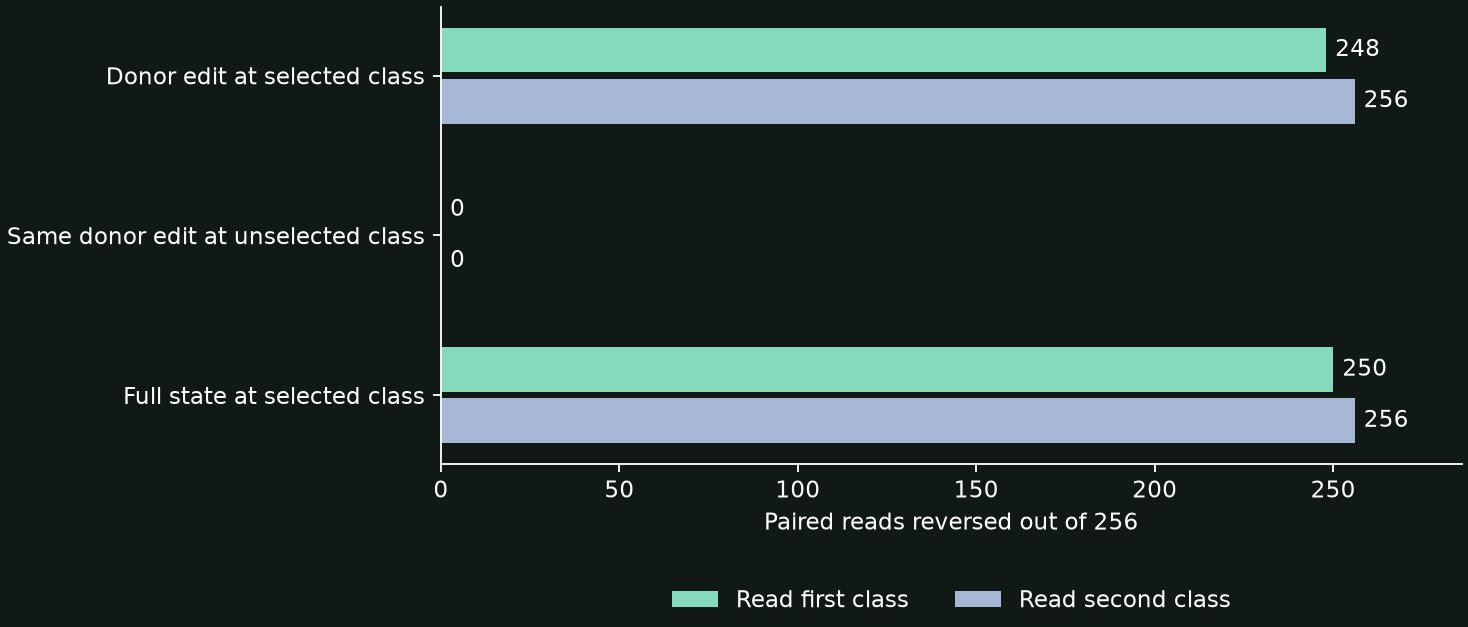 Donor edit at selected class
248
256
Same donor edit at unselected class
0
0
Full state at selected class
250
256
0 50 100 150 200 250
Paired reads reversed out of 256
Read first class Read second class